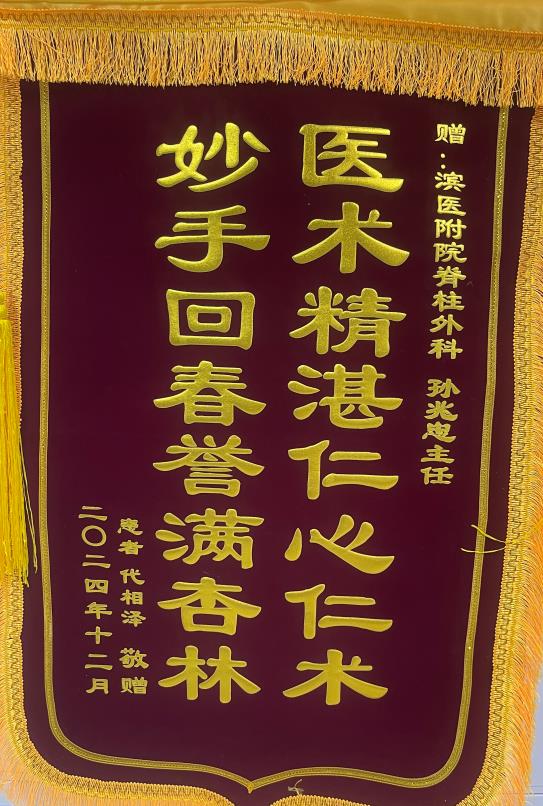 赠：滨医附院脊柱外科 孙兆忠主任
医术精湛仁心仁术
妙手回春誉满杏林
患者 代相泽 敬赠
二〇二四年十二月